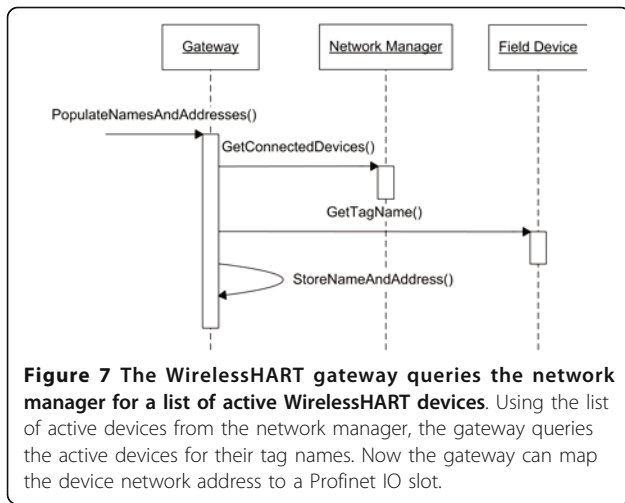 Gateway
Network Manager
Field Device
PopulateNamesAndAddresses()
GetConnectedDevices()
GetTagName()
StoreNameAndAddress()
Figure 7 The WirelessHART gateway queries the network
manager for a list of active WirelessHART devices. Using the list
of active devices from the network manager, the gateway queries
the active devices for their tag names. Now the gateway can map
the device network address to a Profinet IO slot.